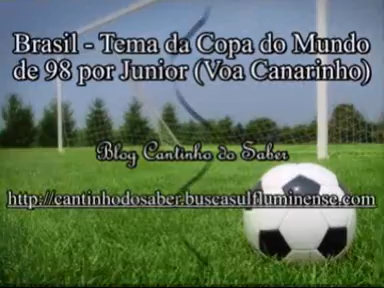 Brasil - Tema da Copa do Mundo
de 98 por Junior (Voa Canarinho)
Blog Cantinho do Saber
http://cantinhodosaber.buscasulfluminense.com